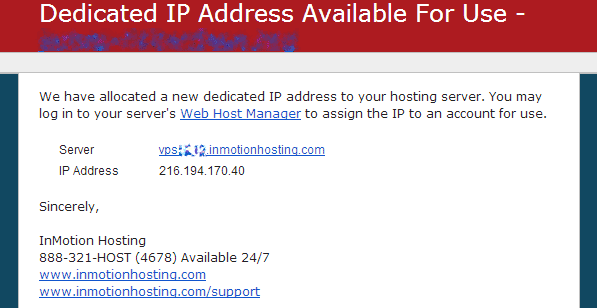 Dedicated IP Address Available For Use -
We have allocated a new dedicated IP address to your hosting server. You may
log in to your server's Web Host Manager to assign the IP to an account for use.
Server vps .inmotionhosting.com
IP Address 216.194.170.40
Sincerely,
InMotion Hosting
888-321-HOST (4678) Available 24/7
www.inmotionhosting.com
www.inmotionhosting.com/support